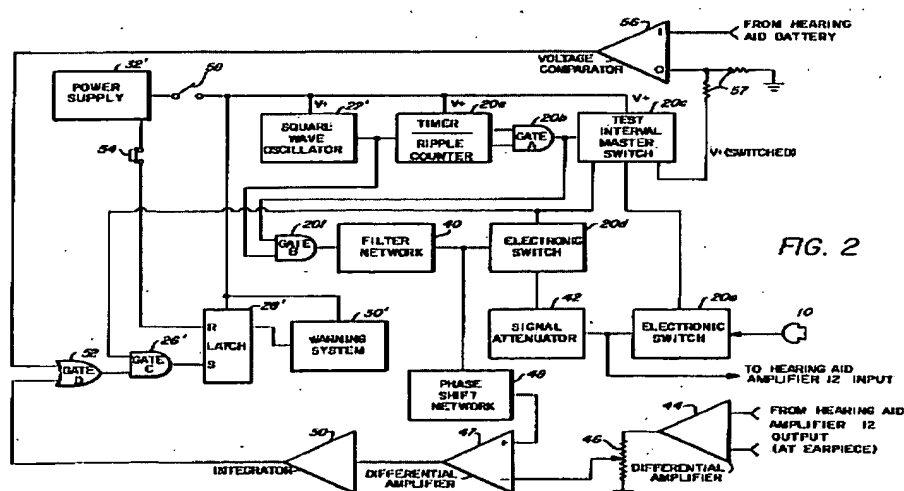 56
FROM HEARING
AID BATTERY
VOLTAGE
COMPARATOR
57
32'
POWER
SUPPLY
V+
22'
SQUARE
WAVE
OSCILLATOR
V+
20a
TIMER
RIPPLE
COUNTER
20b
GATE
A
V+
20c
TEST
INTERVAL
MASTER
SWITCH
V+(SWITCHED)
54
20f
GATE
B
40
FILTER
NETWORK
ELECTRONIC
SWITCH
20d
FIG. 2
42
SIGNAL
ATTENUATOR
ELECTRONIC
SWITCH
10
TO HEARING AID
AMPLIFIER 12 INPUT
28'
R
LATCH
S
WARNING
SYSTEM
26'
GATE
C
52
GATE
D
PHASE
SHIFT
NETWORK
50
INTEGRATOR
47
+
−
DIFFERENTIAL
AMPLIFIER
46
44
DIFFERENTIAL
AMPLIFIER
FROM HEARING AID
AMPLIFIER 12
OUTPUT
(AT EARPIECE)